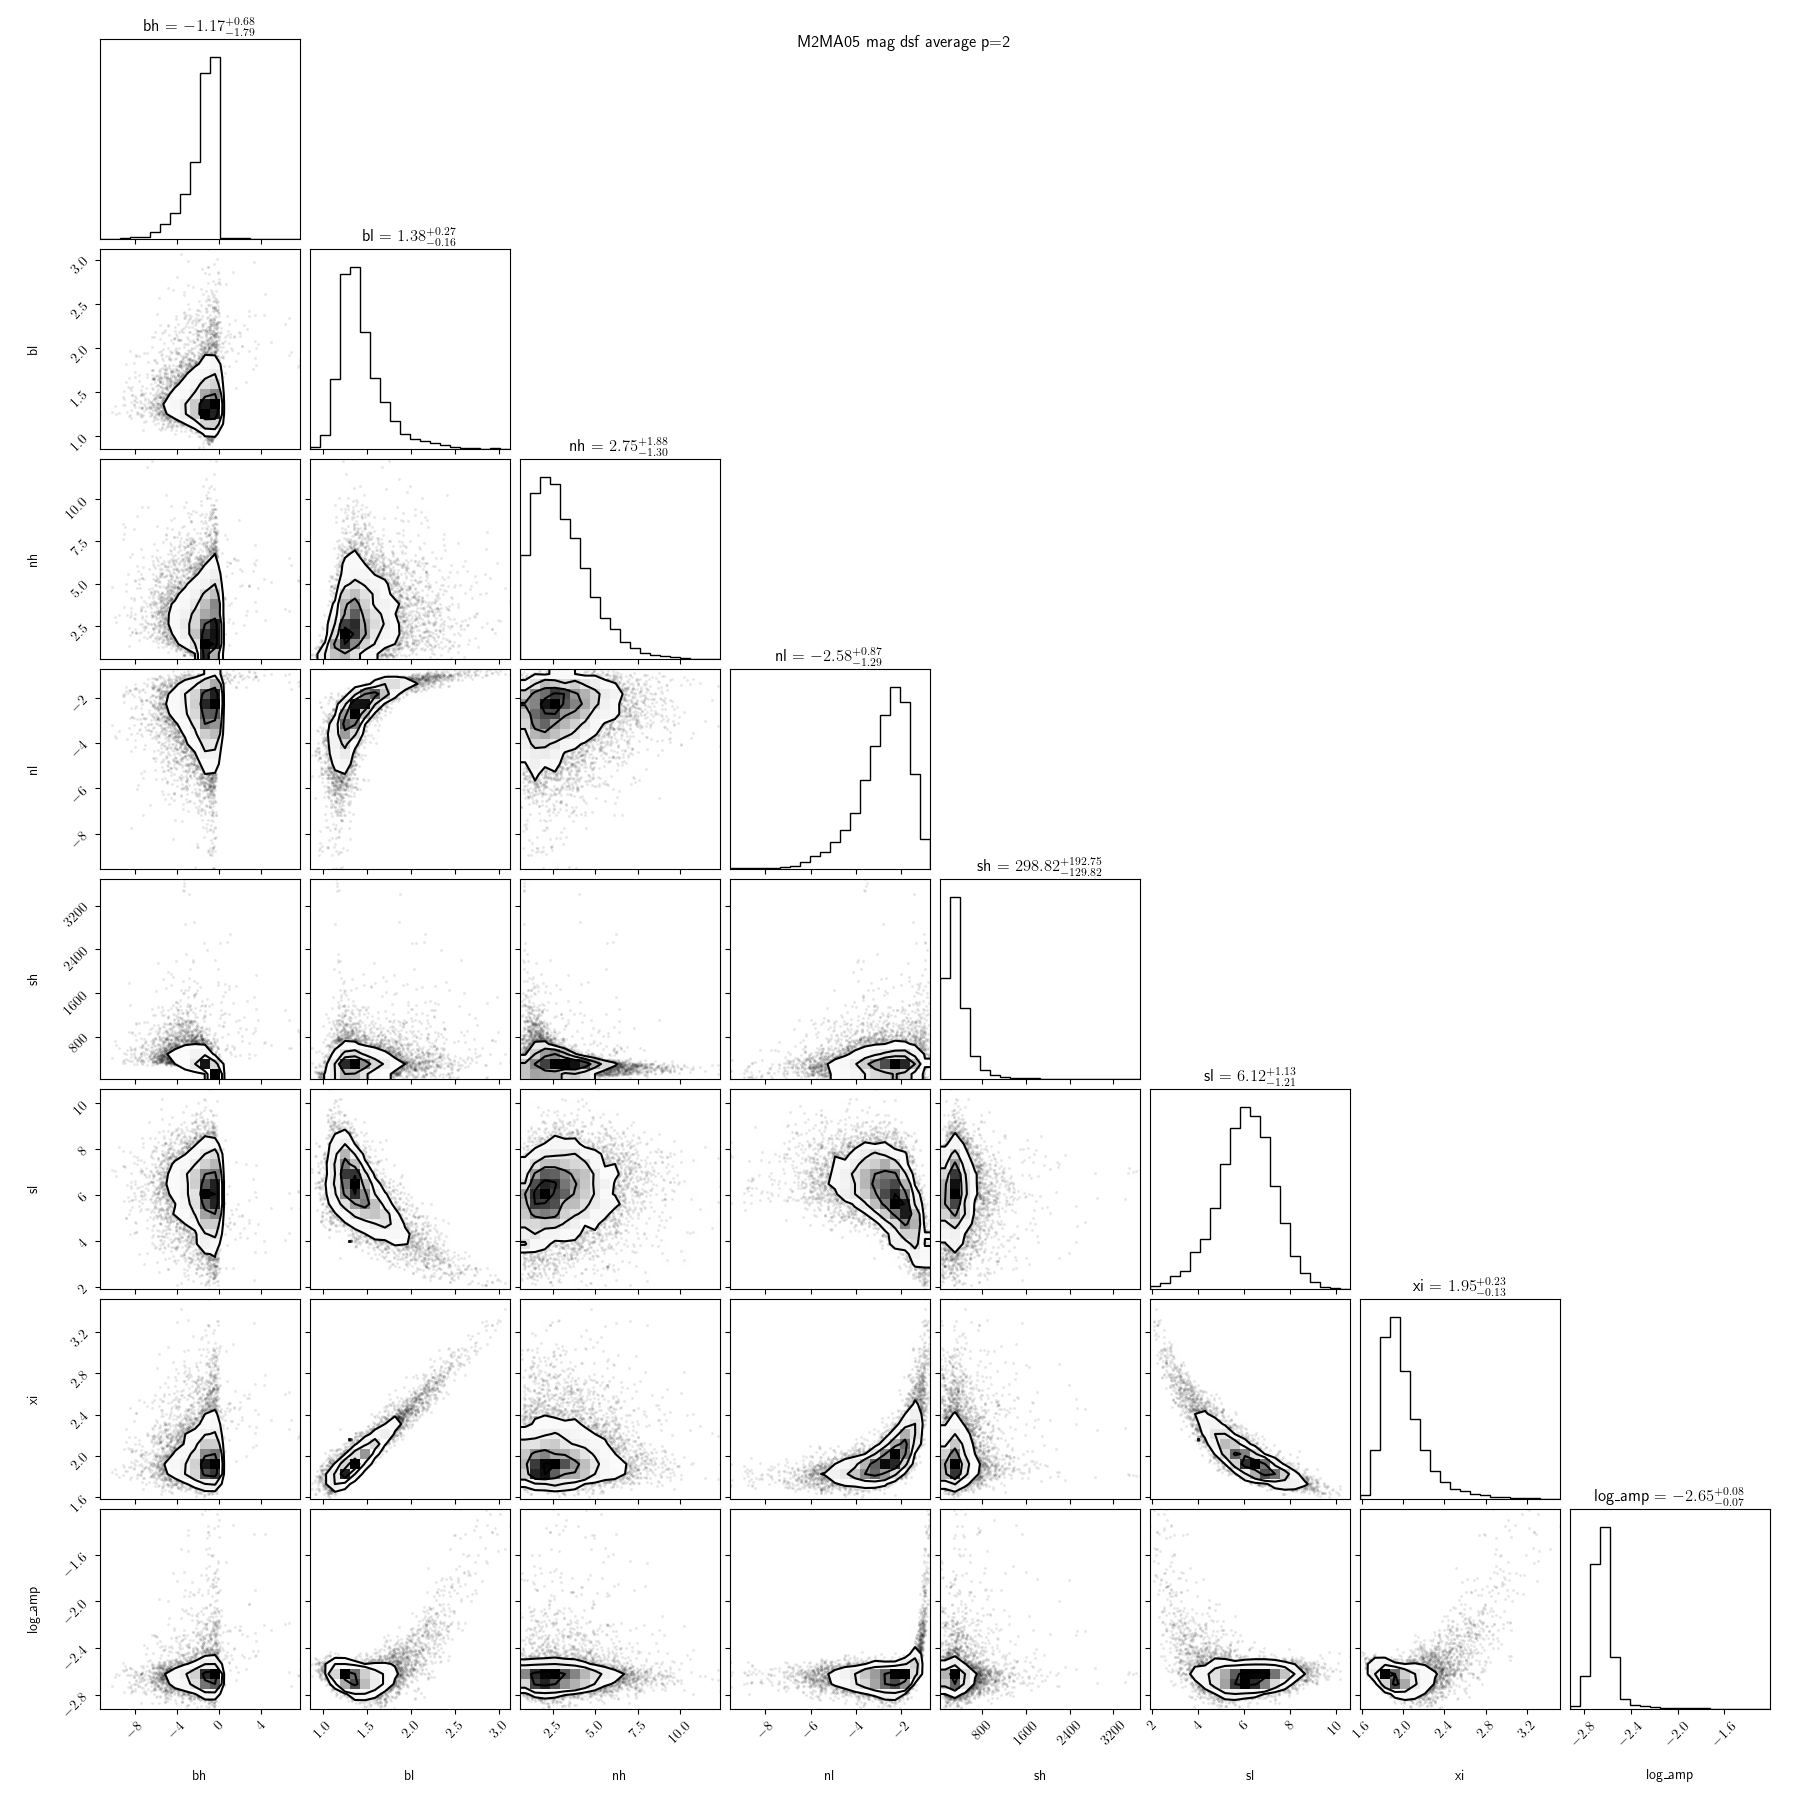 M2MA05 mag dsf average p=2
bh = −1.17+0.68 −1.79
bl = 1.38+0.27 −0.16
bl
3.0
2.5
2.0
1.5
1.0
nh = 2.75+1.88 −1.30
nh
10.0
7.5
5.0
2.5
nl = −2.58+0.87 −1.29
nl
−2
−4
−6
−8
sh = 298.82+192.75 −129.82
sh
3200
2400
1600
800
sl = 6.12+1.13 −1.21
sl
10
8
6
4
2
xi = 1.95+0.23 −0.13
xi
3.2
2.8
2.4
2.0
1.6
log_amp = −2.65+0.08 −0.07
log_amp
−1.6
−2.0
−2.4
−2.8
−8 −4 0 4
1.0 1.5 2.0 2.5 3.0
2.5 5.0 7.5 10.0
−8 −6 −4 −2
800 1600 2400 3200
2 4 6 8 10
1.6 2.0 2.4 2.8 3.2
−2.8 −2.4 −2.0 −1.6
bh bl nh nl sh sl xi log_amp